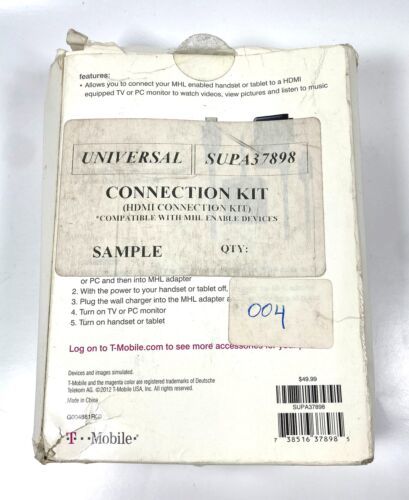 features:
• Allows you to connect your MHL enabled handset or tablet to a HDMI
equipped TV or PC monitor to watch videos, view pictures and listen to music
UNIVERSAL SUPA37898
CONNECTION KIT
(HDMI CONNECTION KIT)
*COMPATIBLE WITH MHL ENABLE DEVICES
SAMPLE QTY:
or PC and then into MHL adapter
2. With the power to your handset or tablet off,
3. Plug the wall charger into the MHL adapter
4. Turn on TV or PC monitor
5. Turn on handset or tablet
004
Log on to T-Mobile.com to see more accessories for
Devices and images simulated.
T-Mobile and the magenta color are registered trademarks of Deutsche
Telekom AG. ©2012 T-Mobile USA, Inc. All rights reserved.
Made in China
$49.99
SUPA37898
7 38516 37898 5
T··Mobile·